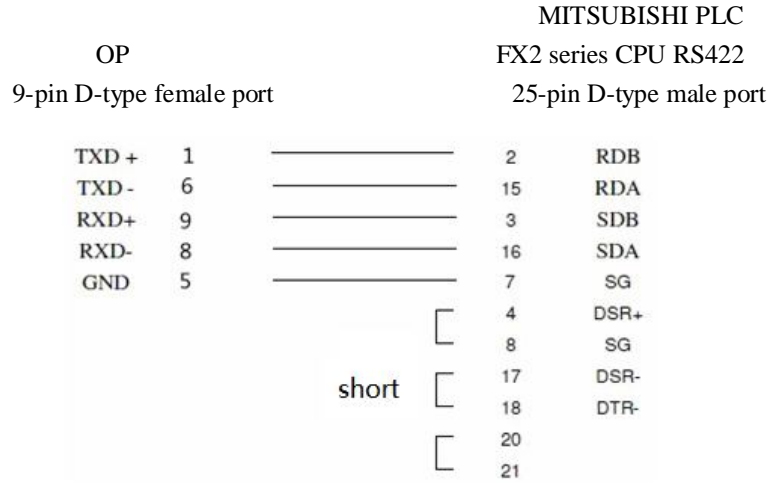 MITSUBISHI PLC
OP FX2 series CPU RS422
9-pin D-type female port 25-pin D-type male port
TXD + 1 2 RDB
TXD - 6 15 RDA
RXD+ 9 3 SDB
RXD- 8 16 SDA
GND 5 7 SG
4 DSR+
8 SG
short 17 DSR-
18 DTR-
20
21